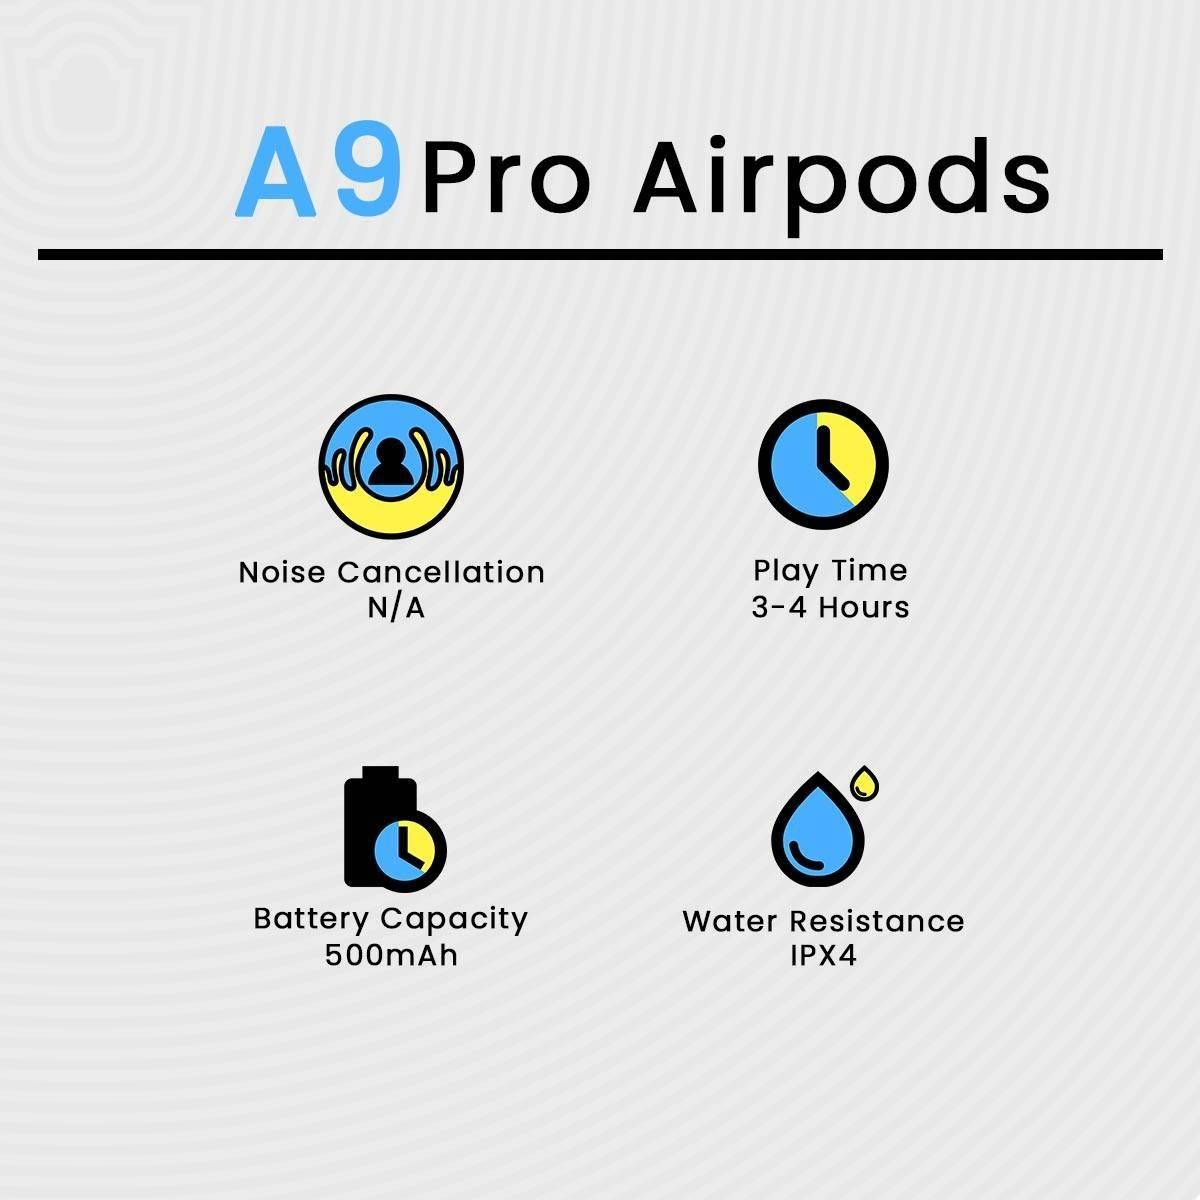 A9 Pro Airpods
Noise Cancellation
N/A
Play Time
3-4 Hours
Battery Capacity
500mAh
Water Resistance
IPX4